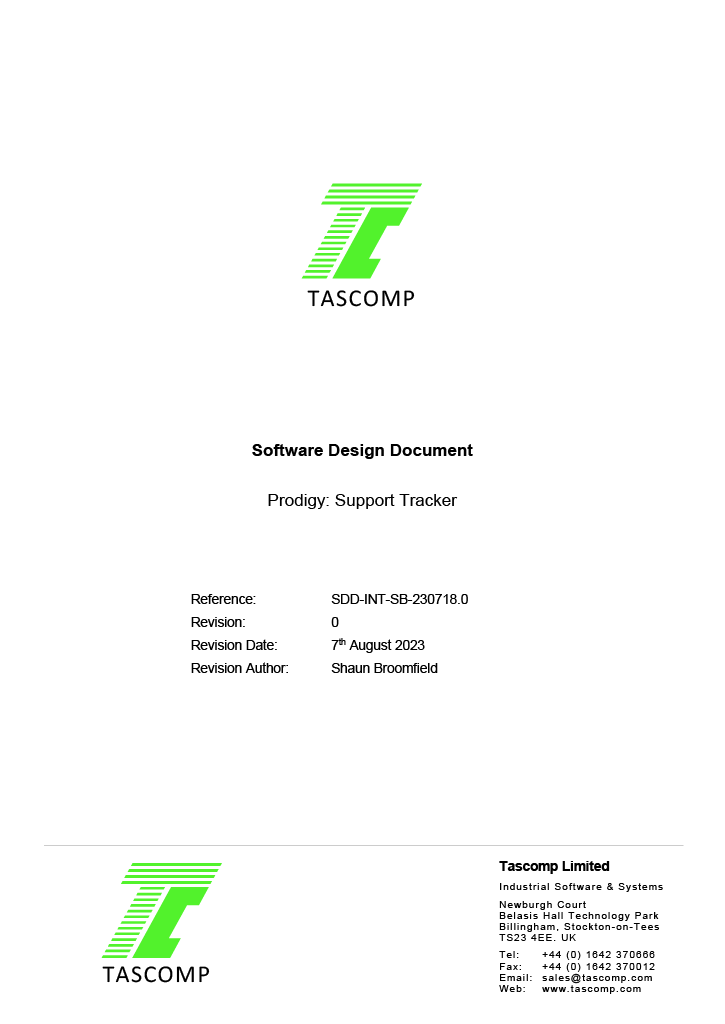 TASCOMP
Software Design Document
Prodigy: Support Tracker
Reference: SDD-INT-SB-230718.0
Revision: 0
Revision Date: 7th August 2023
Revision Author: Shaun Broomfield
TASCOMP
Tascomp Limited
Industrial Software & Systems
Newburgh Court
Belasis Hall Technology Park
Billingham, Stockton-on-Tees
TS23 4EE. UK
Tel: +44 (0) 1642 370666
Fax: +44 (0) 1642 370012
Email: sales@tascomp.com
Web: www.tascomp.com